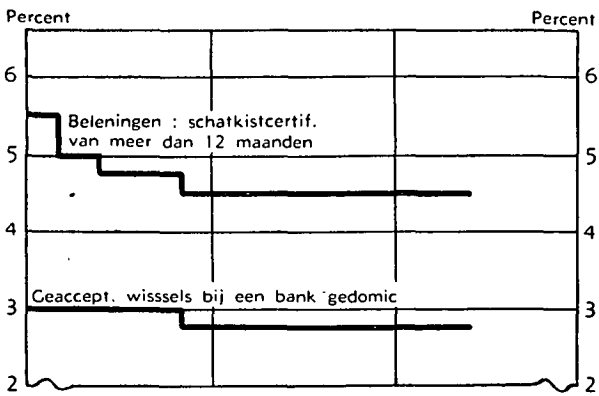 Percent Percent
6 6
Beleningen : schatkistcertif.
van meer dan 12 maanden
5 5
4 4
Geaccept. wisssels bij een bank gedomic
3 3
2 2